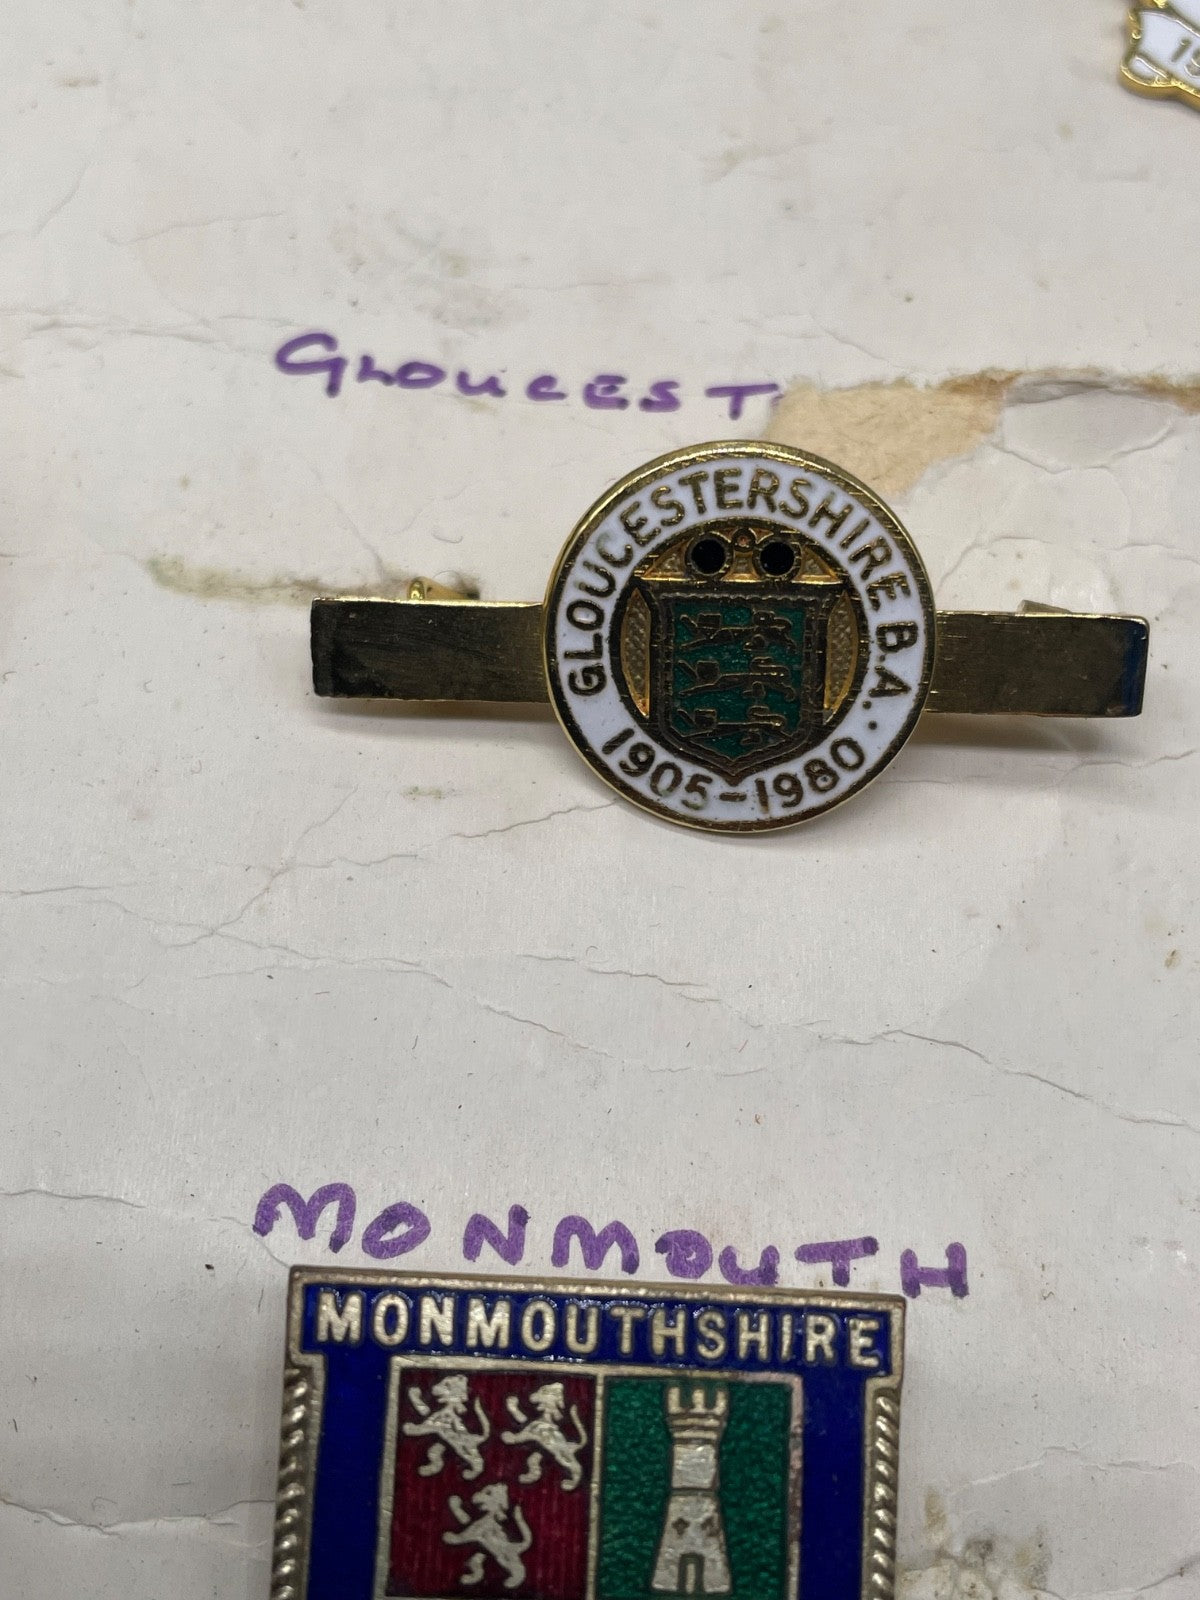 GLOUCEST
GLOUCESTERSHIRE B.A.
1905-1980
MONMOUTH
MONMOUTHSHIRE